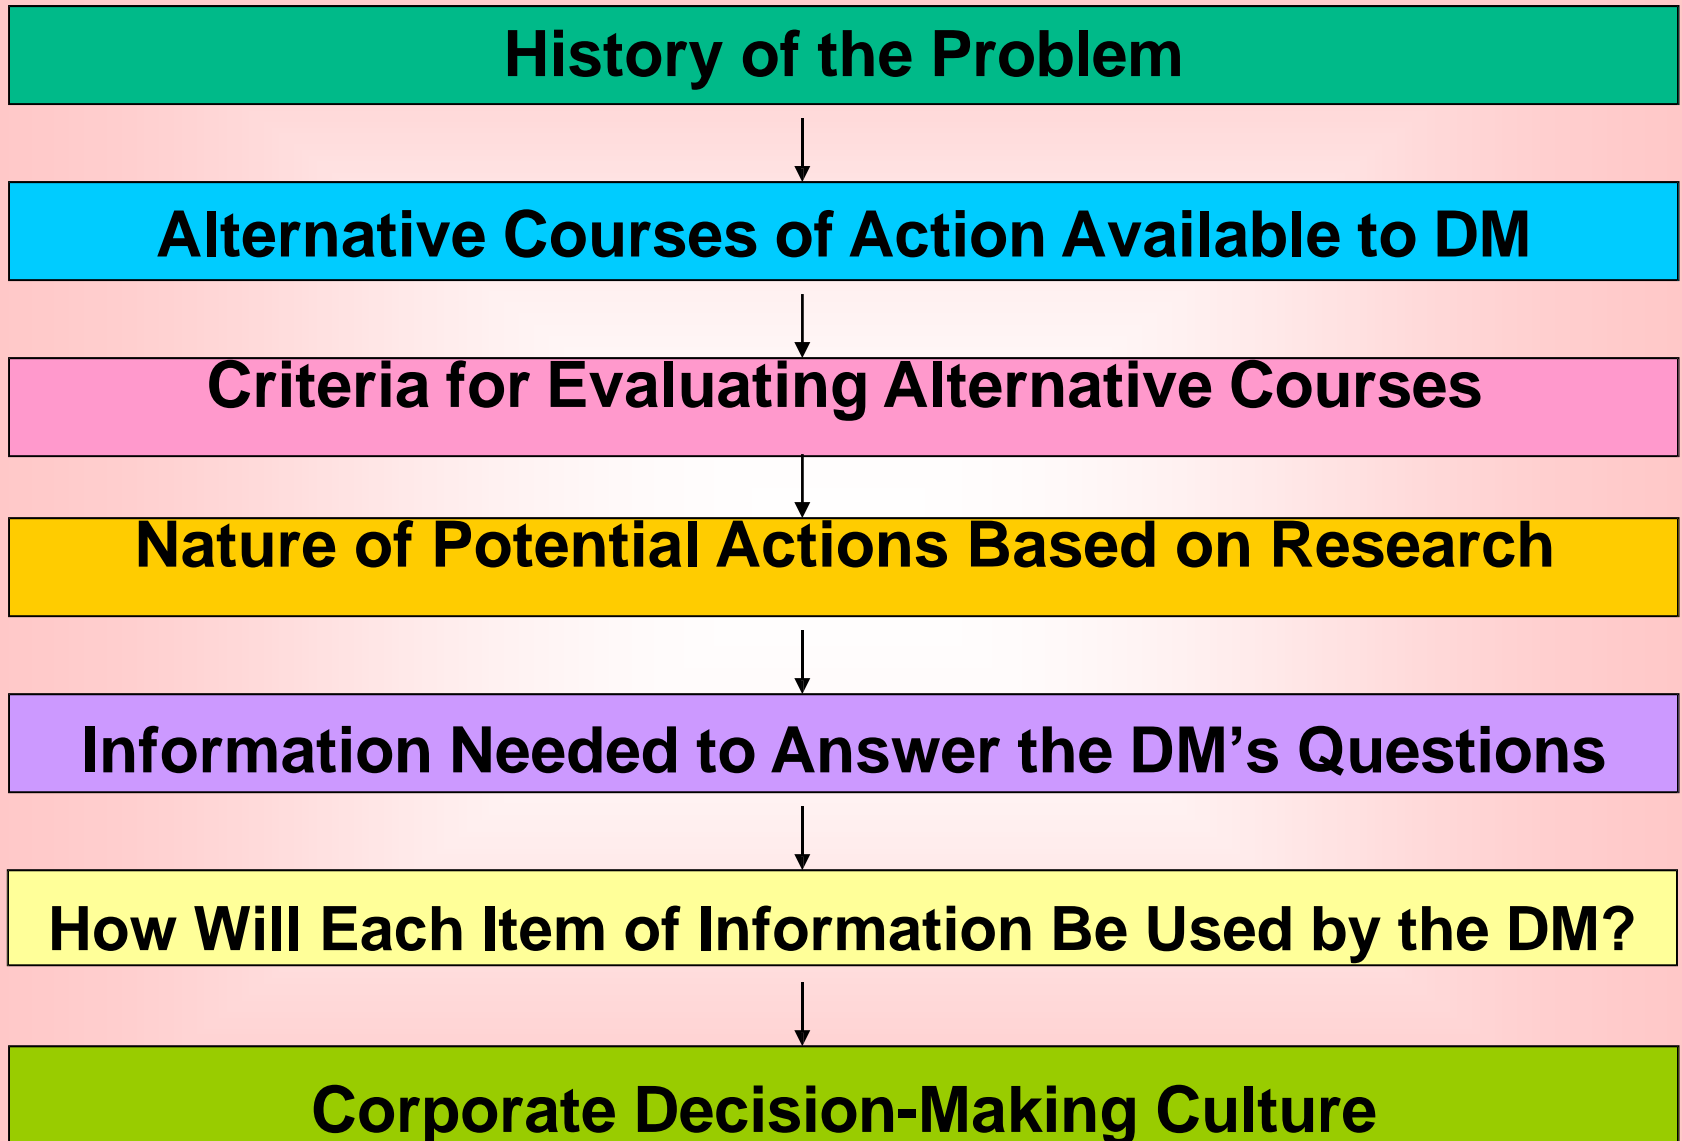 History of the Problem
Alternative Courses of Action Available to DM
Criteria for Evaluating Alternative Courses
Nature of Potential Actions Based on Research
Information Needed to Answer the DM’s Questions
How Will Each Item of Information Be Used by the DM?
Corporate Decision-Making Culture